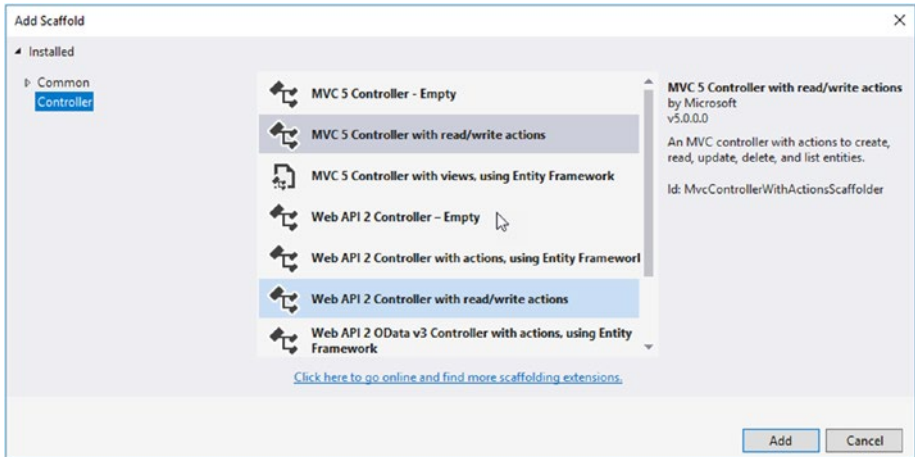 Add Scaffold
Installed
Common
Controller
MVC 5 Controller - Empty
MVC 5 Controller with read/write actions
MVC 5 Controller with views, using Entity Framework
Web API 2 Controller – Empty
Web API 2 Controller with actions, using Entity Framework
Web API 2 Controller with read/write actions
Web API 2 OData v3 Controller with actions, using Entity
Framework
Click here to go online and find more scaffolding extensions.
MVC 5 Controller with read/write actions
by Microsoft
v5.0.0.0
An MVC controller with actions to create,
read, update, delete, and list entities.
Id: MvcControllerWithActionsScaffolder
Add
Cancel